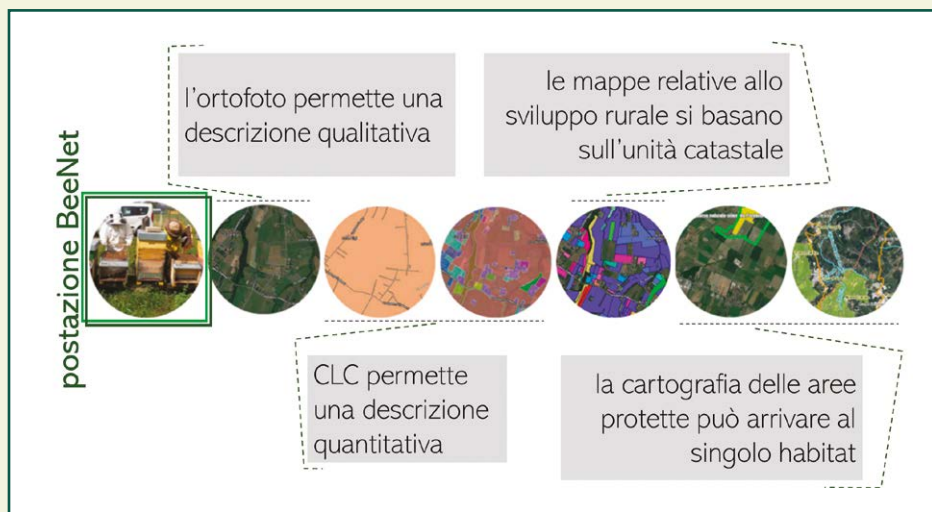 l'ortofoto permette una
descrizione qualitativa
le mappe relative allo
sviluppo rurale si basano
sull'unità catastale
postazione BeeNet
CLC permette
una descrizione
quantitativa
la cartografia delle aree
protette può arrivare al
singolo habitat